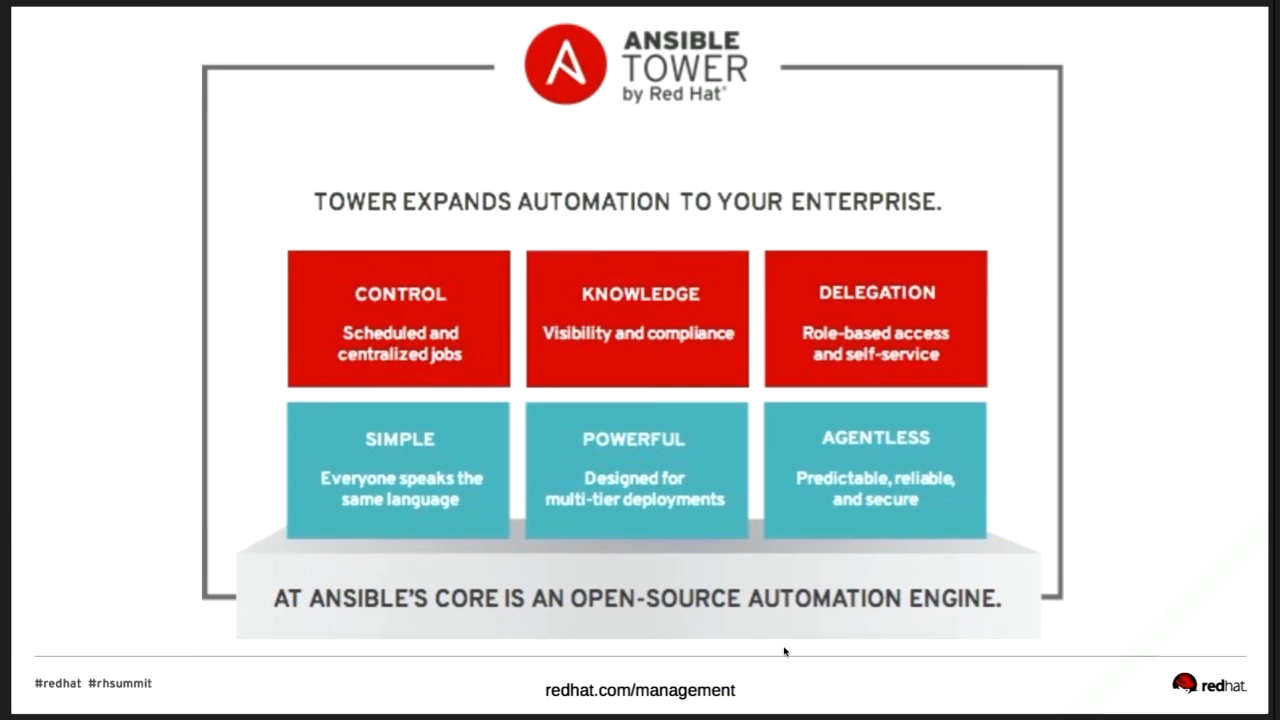 ANSIBLE
TOWER
by Red Hat®
TOWER EXPANDS AUTOMATION TO YOUR ENTERPRISE.
CONTROL
Scheduled and
centralized jobs
KNOWLEDGE
Visibility and compliance
DELEGATION
Role-based access
and self-service
SIMPLE
Everyone speaks the
same language
POWERFUL
Designed for
multi-tier deployments
AGENTLESS
Predictable, reliable,
and secure
AT ANSIBLE'S CORE IS AN OPEN-SOURCE AUTOMATION ENGINE.
#redhat #rhsummit
redhat.com/management
redhat.